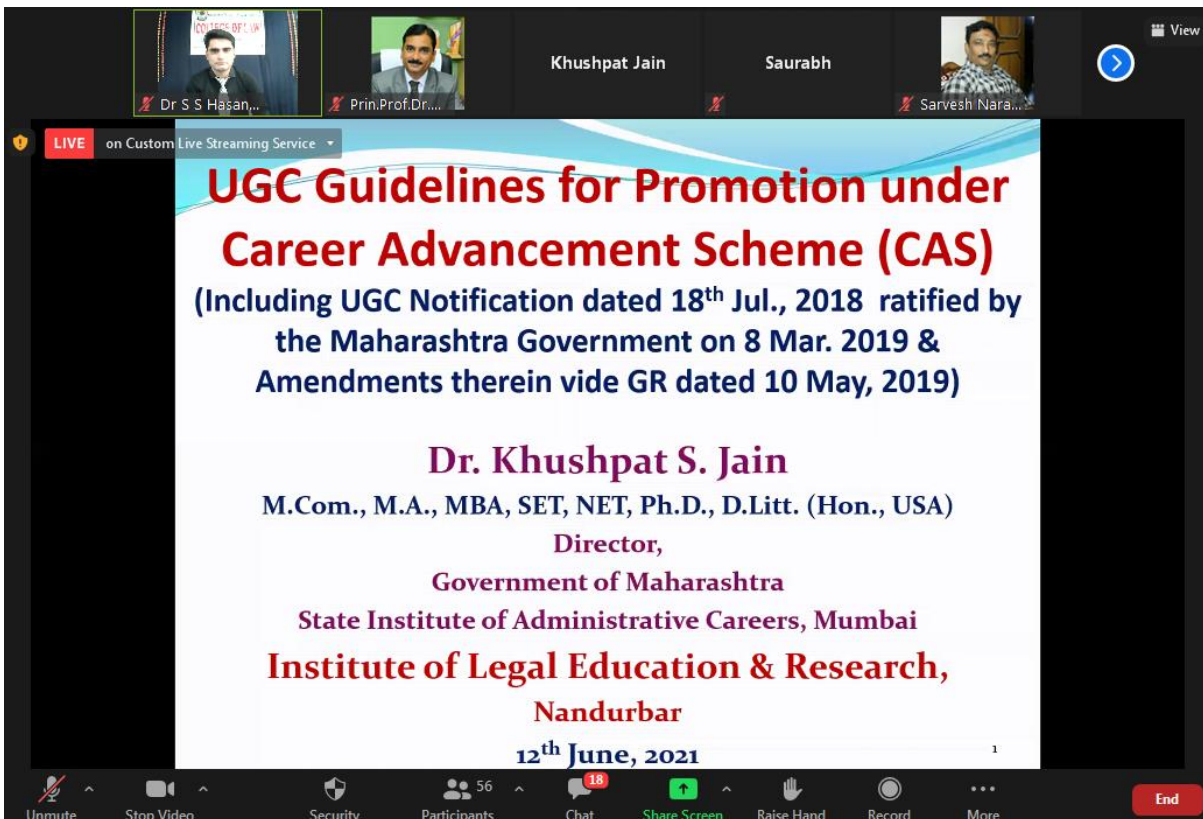 COLLEGE OF LAW
View
Dr S S Hasan,...
Prin.Prof.Dr....
Khushpat Jain
Saurabh
Sarvesh Nara...
LIVE on Custom Live Streaming Service
UGC Guidelines for Promotion under
Career Advancement Scheme (CAS)
(Including UGC Notification dated 18th Jul., 2018 ratified by
the Maharashtra Government on 8 Mar. 2019 &
Amendments therein vide GR dated 10 May, 2019)
Dr. Khushpat S. Jain
M.Com., M.A., MBA, SET, NET, Ph.D., D.Litt. (Hon., USA)
Director,
Government of Maharashtra
State Institute of Administrative Careers, Mumbai
Institute of Legal Education & Research,
Nandurbar
12th June, 2021
1
Unmute
Stop Video
Security
56
Participants
18
Chat
Share Screen
Raise Hand
Record
More
End